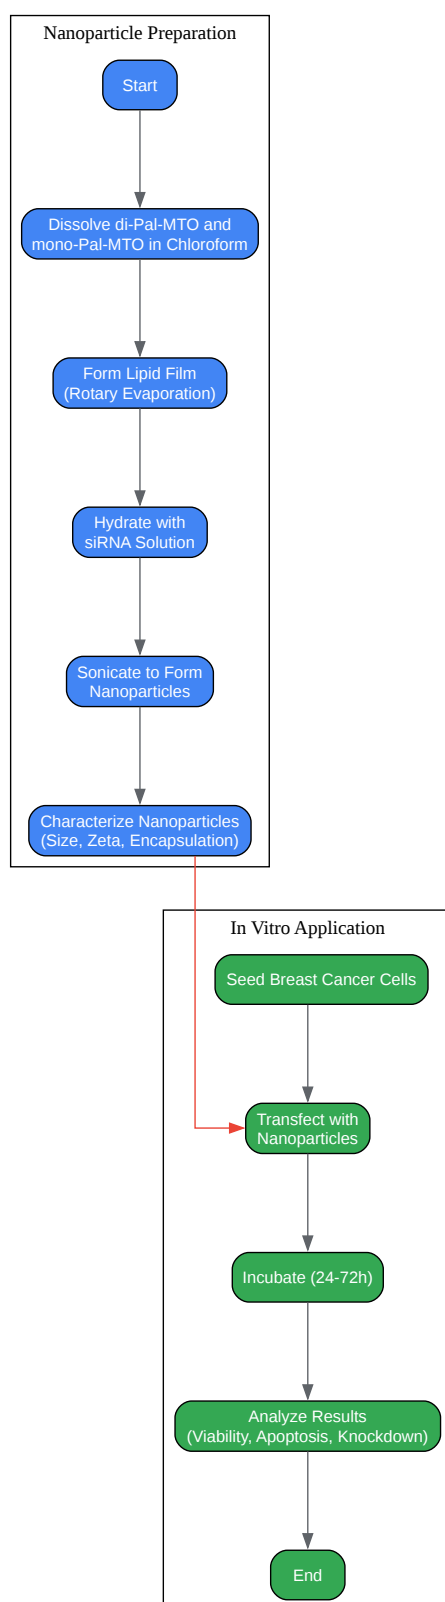 Nanoparticle Preparation
Start
Dissolve di-Pal-MTO and
mono-Pal-MTO in Chloroform
Form Lipid Film
(Rotary Evaporation)
Hydrate with
siRNA Solution
Sonicate to Form
Nanoparticles
Characterize Nanoparticles
(Size, Zeta, Encapsulation)
In Vitro Application
Seed Breast Cancer Cells
Transfect with
Nanoparticles
Incubate (24-72h)
Analyze Results
(Viability, Apoptosis, Knockdown)
End